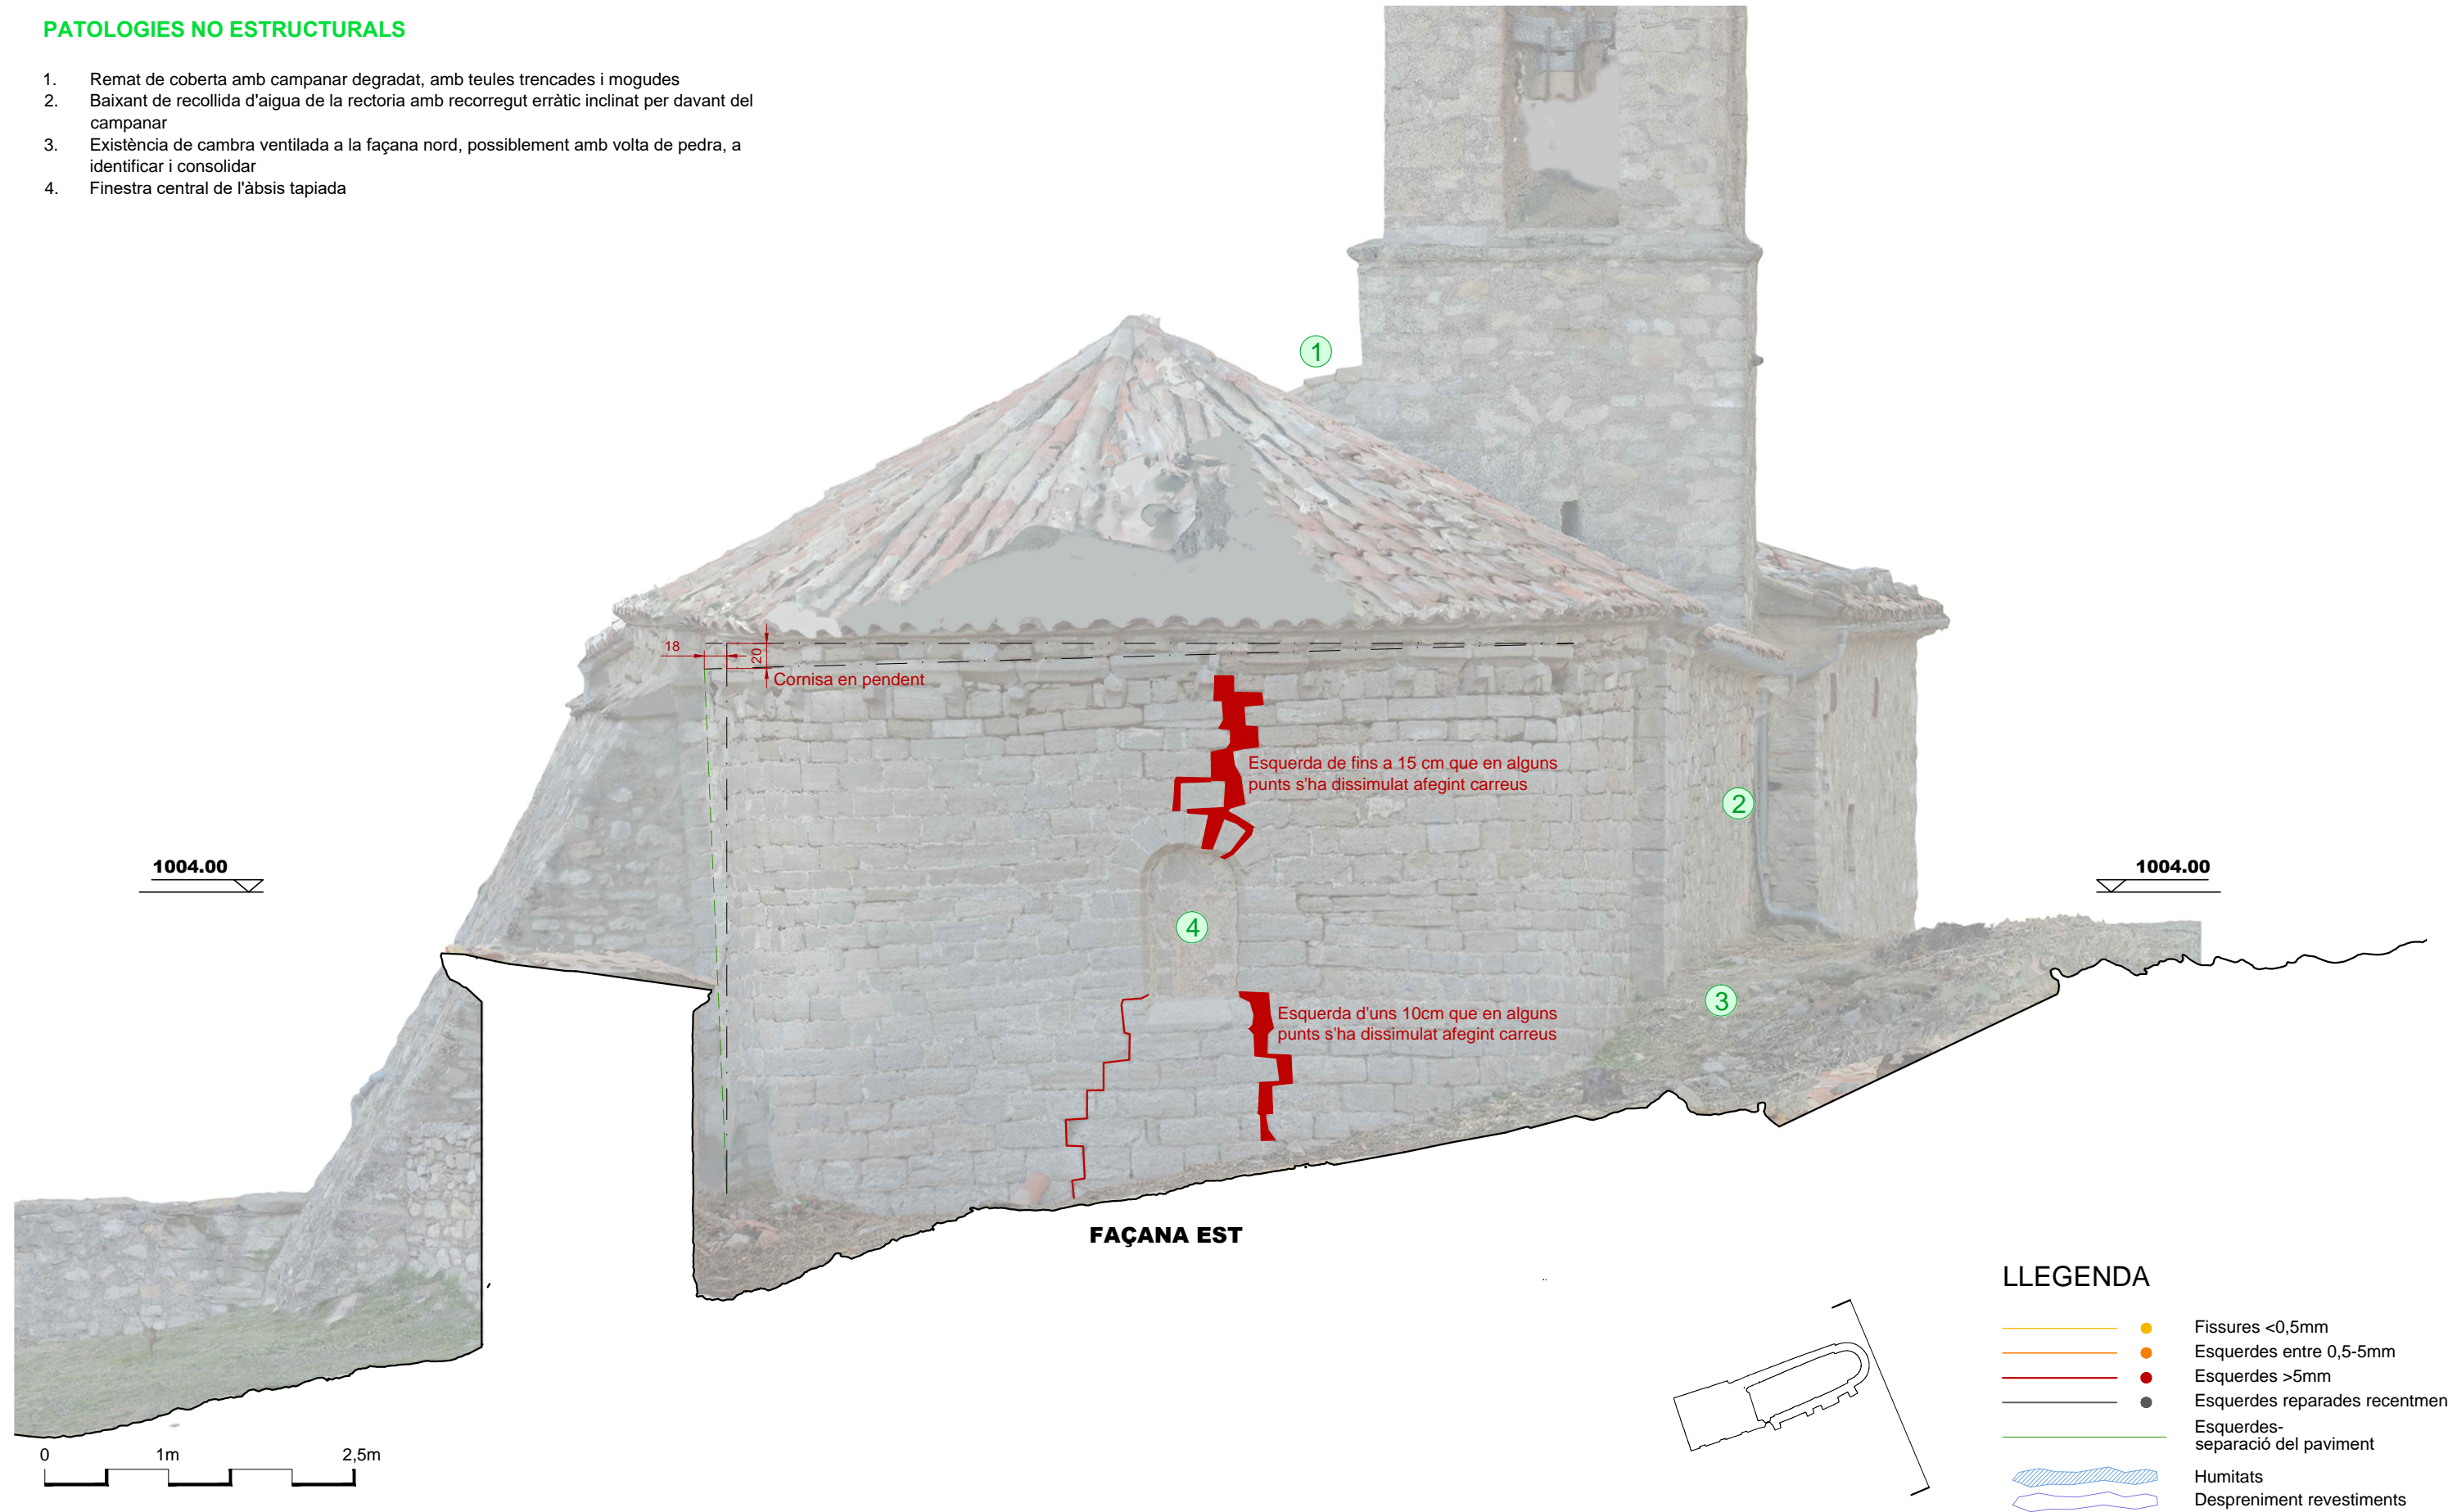 PATOLOGIES NO ESTRUCTURALS
1. Remat de coberta amb campanar degradat, amb teules trencades i mogudes
2. Baixant de recollida d'aigua de la rectoria amb recorregut erràtic inclinat per davant del
campanar
3. Existència de cambra ventilada a la façana nord, possiblement amb volta de pedra, a
identificar i consolidar
4. Finestra central de l'àbsis tapiada
1
18
20
Cornisa en pendent
Esquerda de fins a 15 cm que en alguns
punts s'ha dissimulat afegint carreus
2
1004.00
1004.00
4
3
Esquerda d'uns 10cm que en alguns
punts s'ha dissimulat afegint carreus
FAÇANA EST
LLEGENDA
Fissures <0,5mm
Esquerdes entre 0,5-5mm
Esquerdes >5mm
Esquerdes reparades recentmen
Esquerdes-
separació del paviment
Humitats
Despreniment revestiments
0 1m 2,5m